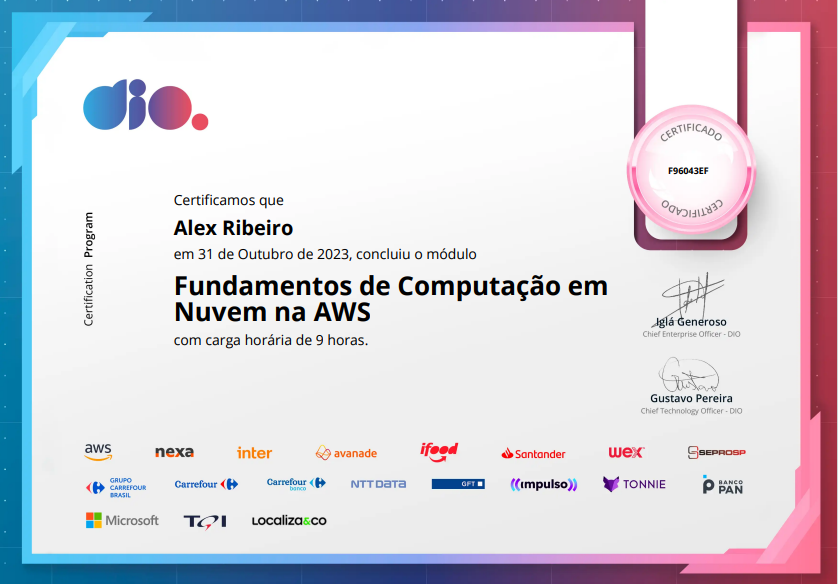 dio.
CERTIFICADO
F96043EF
CERTIFICADO
Certificamos que
Alex Ribeiro
em 31 de Outubro de 2023, concluiu o módulo
Fundamentos de Computação em
Nuvem na AWS
com carga horária de 9 horas.
Certification Program
Iglá Generoso
Chief Enterprise Officer - DIO
Gustavo Pereira
Chief Technology Officer - DIO
aws nexa inter avanade ifood Santander wex SEPROSP
GRUPO
CARREFOUR
BRASIL
Carrefour
Carrefour
banco
NTT DATA
GFT
impulso
TONNIE
BANCO
PAN
Microsoft TQI Localiza&co